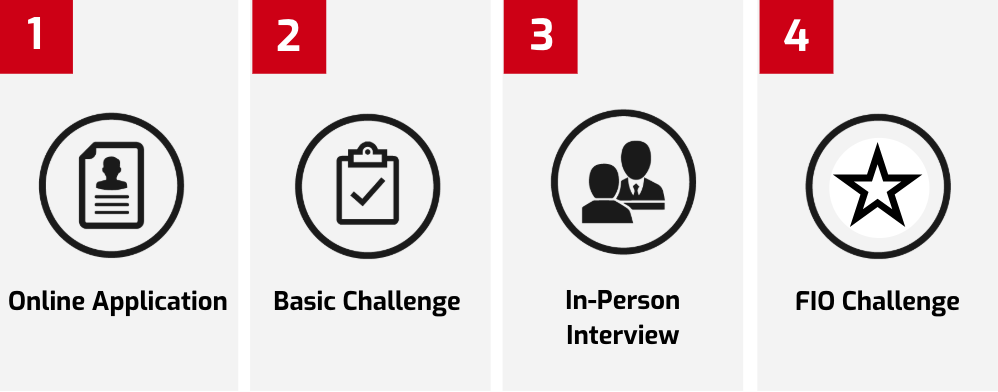 1
Online Application
2
Basic Challenge
3
In-Person
Interview
4
FIO Challenge